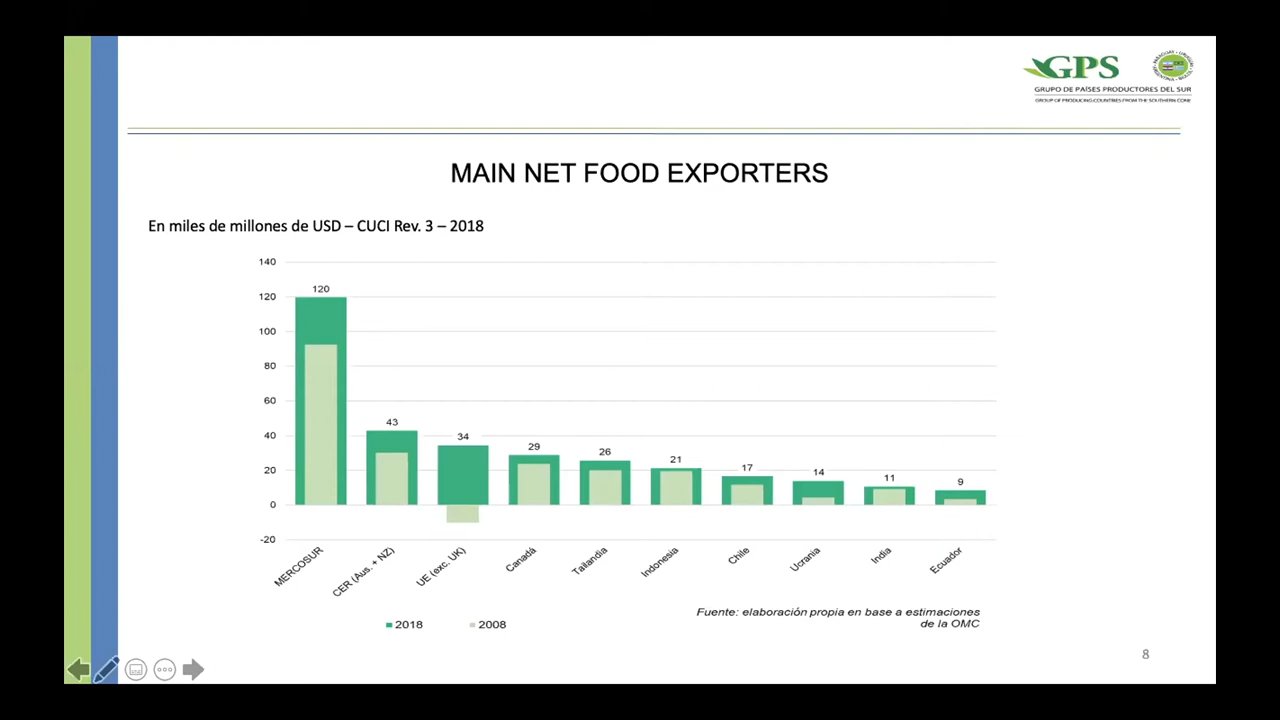 GPS
GRUPO DE PAÍSES PRODUCTORES DEL SUR
GROUP OF PRODUCING COUNTRIES FROM THE SOUTHERN CONE
MAIN NET FOOD EXPORTERS
En miles de millones de USD – CUCI Rev. 3 – 2018
140
120
100
80
60
40
20
0
-20
120
43
34
29
26
21
17
14
11
9
MERCOSUR
CER (Aus. + NZ)
UE (exc. UK)
Canadá
Tailandia
Indonesia
Chile
Ucrania
India
Ecuador
2018
2008
Fuente: elaboración propia en base a estimaciones
de la OMC
8